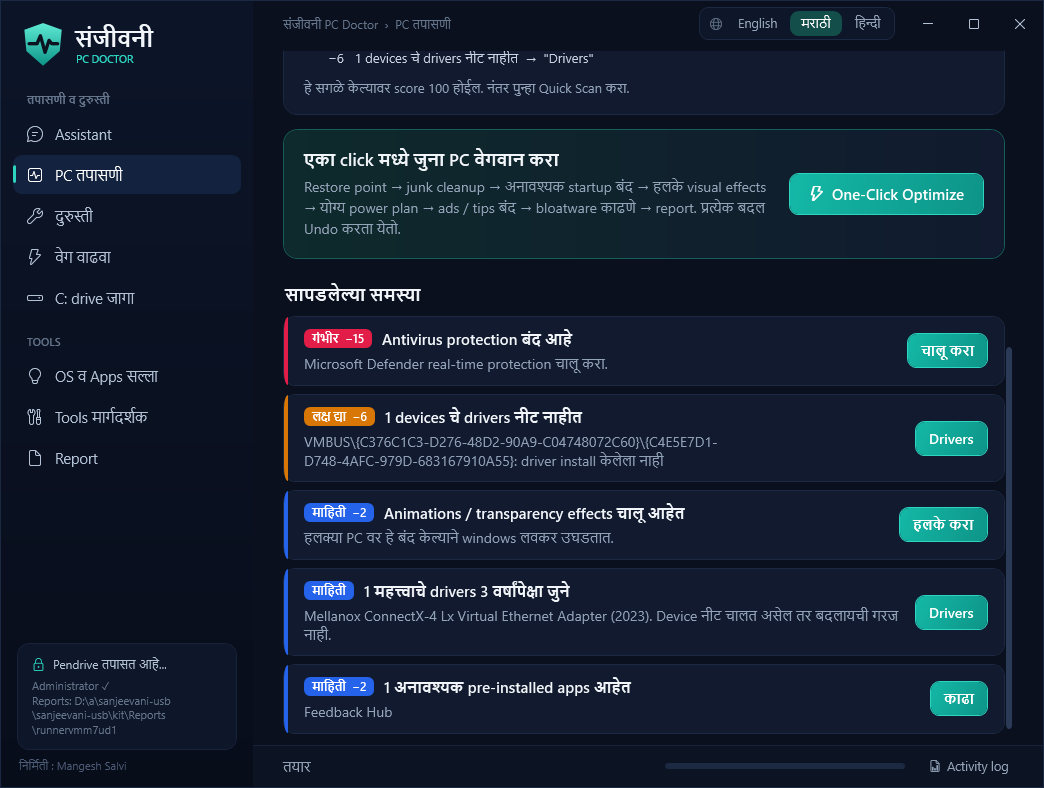 संजीवनी
PC DOCTOR
तपासणी व दुरुस्ती
Assistant
PC तपासणी
दुरुस्ती
वेग वाढवा
C: drive जागा
TOOLS
OS व Apps सल्ला
Tools मार्गदर्शक
Report
Pendrive तपासत आहे...
Administrator ✓
Reports: D:\a\sanjeevani-usb
\sanjeevani-usb\kit\Reports
\runnervmm7ud1
निर्मिती : Mangesh Salvi
संजीवनी PC Doctor › PC तपासणी
English मराठी हिन्दी
−6 1 devices चे drivers नीट नाहीत → "Drivers"
हे सगळे केल्यावर score 100 होईल. नंतर पुन्हा Quick Scan करा.
एका click मध्ये जुना PC वेगवान करा
Restore point → junk cleanup → अनावश्यक startup बंद → हलके visual effects
→ योग्य power plan → ads / tips बंद → bloatware काढणे → report. प्रत्येक बदल
Undo करता येतो.
One-Click Optimize
सापडलेल्या समस्या
गंभीर −15 Antivirus protection बंद आहे
Microsoft Defender real-time protection चालू करा.
चालू करा
लक्ष द्या −6 1 devices चे drivers नीट नाहीत
VMBUS\{C376C1C3-D276-48D2-90A9-C04748072C60}\{C4E5E7D1-
D748-4AFC-979D-683167910A55}: driver install केलेला नाही
Drivers
माहिती −2 Animations / transparency effects चालू आहेत
हलक्या PC वर हे बंद केल्याने windows लवकर उघडतात.
हलके करा
माहिती 1 महत्त्वाचे drivers 3 वर्षांपेक्षा जुने
Mellanox ConnectX-4 Lx Virtual Ethernet Adapter (2023). Device नीट चालत असेल तर बदलायची गरज
नाही.
Drivers
माहिती −2 1 अनावश्यक pre-installed apps आहेत
Feedback Hub
काढा
तयार
Activity log